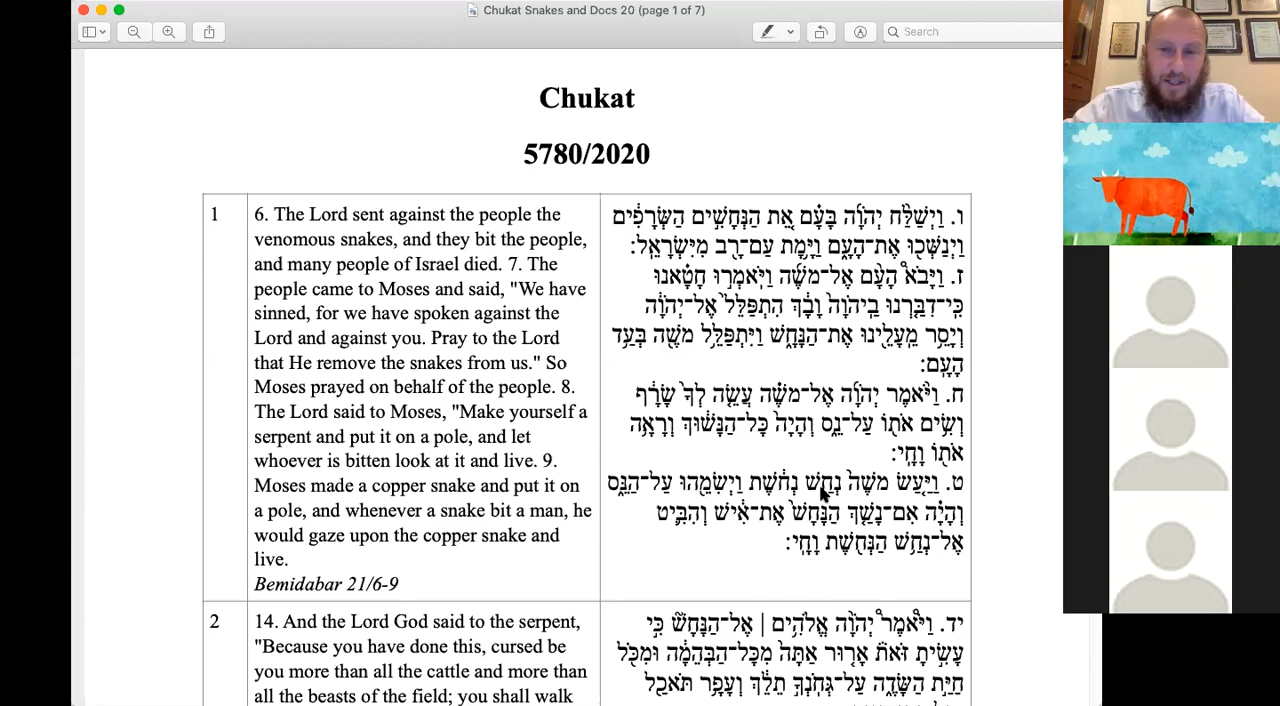 Chukat Snakes and Docs 20 (page 1 of 7)
Search
Chukat
5780/2020
1
6. The Lord sent against the people the
venomous snakes, and they bit the people,
and many people of Israel died. 7. The
people came to Moses and said, "We have
sinned, for we have spoken against the
Lord and against you. Pray to the Lord
that He remove the snakes from us." So
Moses prayed on behalf of the people. 8.
The Lord said to Moses, "Make yourself a
serpent and put it on a pole, and let
whoever is bitten look at it and live. 9.
Moses made a copper snake and put it on
a pole, and whenever a snake bit a man, he
would gaze upon the copper snake and
live.
Bemidabar 21/6-9
ו. וַיְשַׁלַּ֨ח יְהֹוָ֜ה בָּעָ֗ם אֵ֚ת הַנְּחָשִׁ֣ים הַשְּׂרָפִ֔ים
וַיְנַשְּׁכ֖וּ אֶת־הָעָ֑ם וַיָּ֥מָת עַם־רָ֖ב מִיִּשְׂרָאֵֽל:
ז. וַיָּבֹא֩ הָעָ֨ם אֶל־משֶׁ֜ה וַיֹּֽאמְר֣וּ חָטָ֗אנוּ
כִּֽי־דִבַּ֤רְנוּ בַֽיהֹוָה֙ וָבָ֔ךְ הִתְפַּלֵּל֙ אֶל־יְהֹוָ֔ה
וְיָסֵ֥ר מֵֽעָלֵ֖ינוּ אֶת־הַנָּחָ֑שׁ וַיִּתְפַּלֵּ֥ל משֶׁ֖ה בְּעַ֥ד
הָעָֽם:
ח. וַיֹּ֨אמֶר יְהֹוָ֜ה אֶל־משֶׁ֗ה עֲשֵׂ֤ה לְךָ֙ שָׂרָ֔ף
וְשִׂ֥ים אֹת֖וֹ עַל־נֵ֑ס וְהָיָה֙ כָּל־הַנָּשׁ֔וּךְ וְרָאָ֥ה
אֹת֖וֹ וָחָֽי:
ט. וַיַּ֤עַשׂ משֶׁה֙ נְחַ֣שׁ נְחֹ֔שֶׁת וַיְשִׂמֵ֖הוּ עַל־הַנֵּ֑ס
וְהָיָ֗ה אִם־נָשַׁ֤ךְ הַנָּחָשׁ֙ אֶת־אִ֔ישׁ וְהִבִּ֛יט
אֶל־נְחַ֥שׁ הַנְּחֹ֖שֶׁת וָחָֽי:
2
14. And the Lord God said to the serpent,
"Because you have done this, cursed be
you more than all the cattle and more than
all the beasts of the field; you shall walk
יד. וַיֹּ֩אמֶר֩ יְהֹוָ֨ה אֱלֹהִ֥ים | אֶל־הַנָּחָשׁ֘ כִּ֣י
עָשִׂ֣יתָ זֹּאת֒ אָר֤וּר אַתָּה֙ מִכָּל־הַבְּהֵמָ֔ה וּמִכֹּ֖ל
חַיַּ֣ת הַשָּׂדֶ֑ה עַל־גְּחֹֽנְךָ֣ תֵלֵ֔ךְ וְעָפָ֥ר תֹּאכַ֖ל